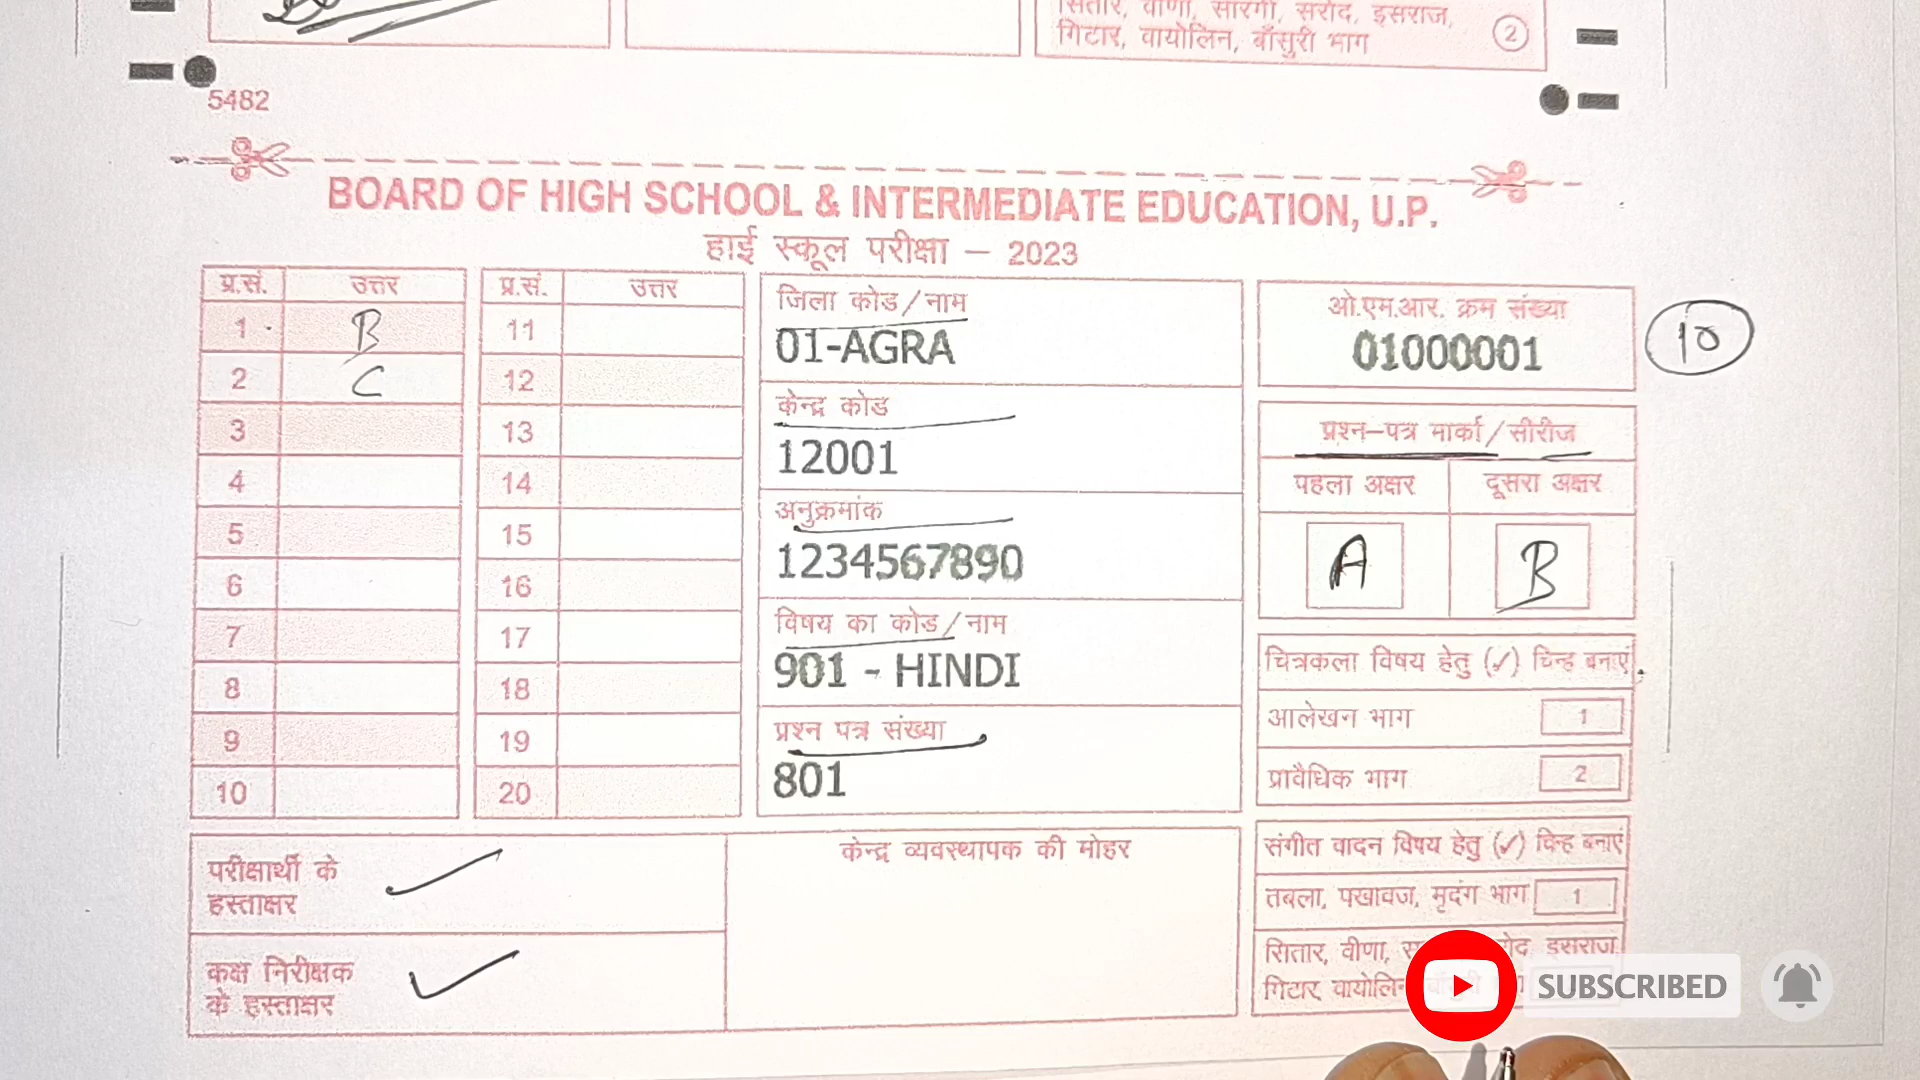 सितार, वीणा, सारंगी, सरोद, इसराज,
गिटार, वायोलिन, बाँसुरी भाग
2
5482
BOARD OF HIGH SCHOOL & INTERMEDIATE EDUCATION, U.P.
हाई स्कूल परीक्षा – 2023
प्र.सं. उत्तर
1 B
2 C
3
4
5
6
7
8
9
10
प्र.सं. उत्तर
11
12
13
14
15
16
17
18
19
20
जिला कोड/नाम
01-AGRA
केन्द्र कोड
12001
अनुक्रमांक
1234567890
विषय का कोड/नाम
901 - HINDI
प्रश्न पत्र संख्या
801
ओ.एम.आर. क्रम संख्या
01000001
10
प्रश्न–पत्र मार्का/सीरीज
पहला अक्षर दूसरा अक्षर
A B
चित्रकला विषय हेतु (✓) चिन्ह बनाएं
आलेखन भाग 1
प्राविधिक भाग 2
परीक्षार्थी के
हस्ताक्षर
कक्ष निरीक्षक
के हस्ताक्षर
केन्द्र व्यवस्थापक की मोहर
संगीत वादन विषय हेतु (✓) चिन्ह बनाएं
तबला, पखावज, मृदंग भाग 1
सितार, वीणा, इसराज,
गिटार, वायोलिन
SUBSCRIBED